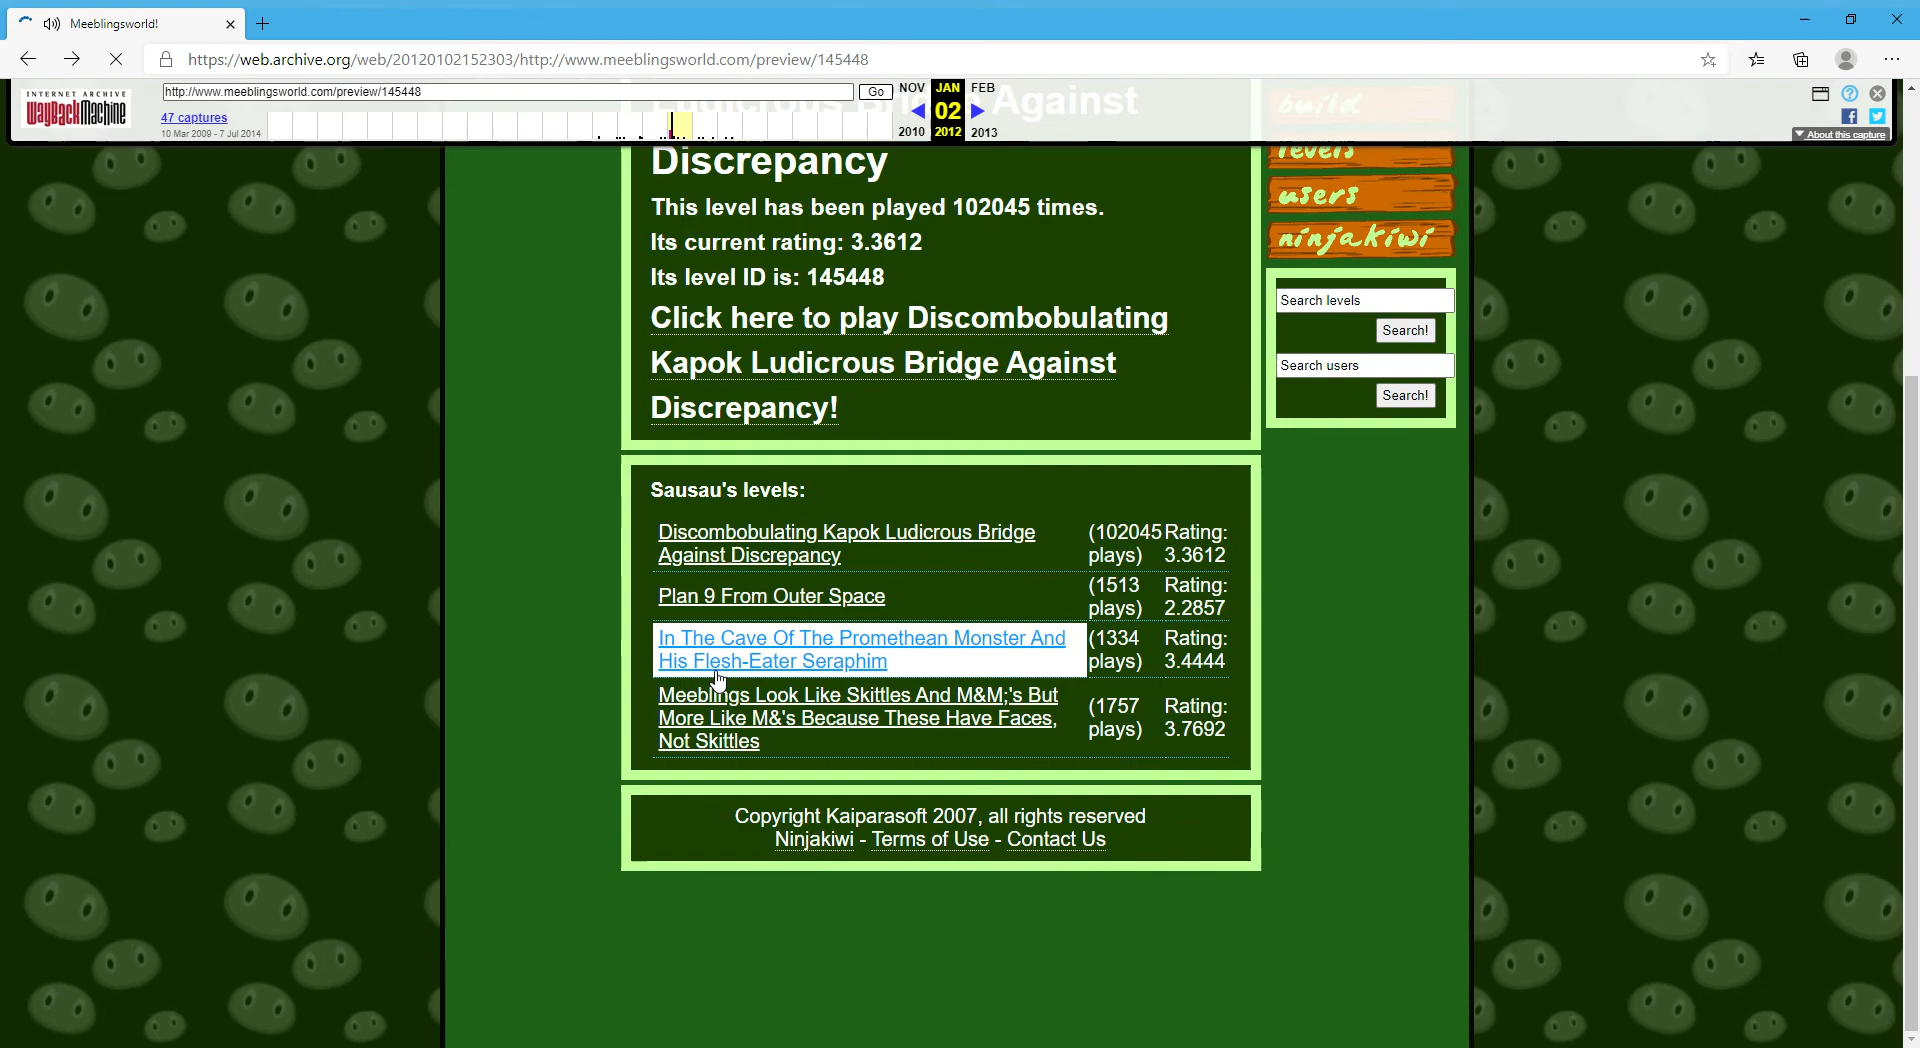 Meeblingsworld!
https://web.archive.org/web/20120102152303/http://www.meeblingsworld.com/preview/145448
INTERNET ARCHIVE
WayBackMachine
http://www.meeblingsworld.com/preview/145448
Go
NOV JAN FEB
47 captures
02
10 Mar 2009 - 7 Jul 2014
2010 2012 2013
About this capture
Ludicrous Bridge Against
Discrepancy
This level has been played 102045 times.
Its current rating: 3.3612
Its level ID is: 145448
Click here to play Discombobulating
Kapok Ludicrous Bridge Against
Discrepancy!
build
levels
users
ninjakiwi
Search levels
Search!
Search users
Search!
Sausau's levels:
Discombobulating Kapok Ludicrous Bridge (102045 Rating:
Against Discrepancy plays) 3.3612
Plan 9 From Outer Space (1513 plays) Rating: 2.2857
In The Cave Of The Promethean Monster And (1334 Rating:
His Flesh-Eater Seraphim plays) 3.4444
Meeblings Look Like Skittles And M&M;'s But
More Like M&'s Because These Have Faces,
Not Skittles
(1757 Rating:
plays) 3.7692
Copyright Kaiparasoft 2007, all rights reserved
Ninjakiwi - Terms of Use - Contact Us